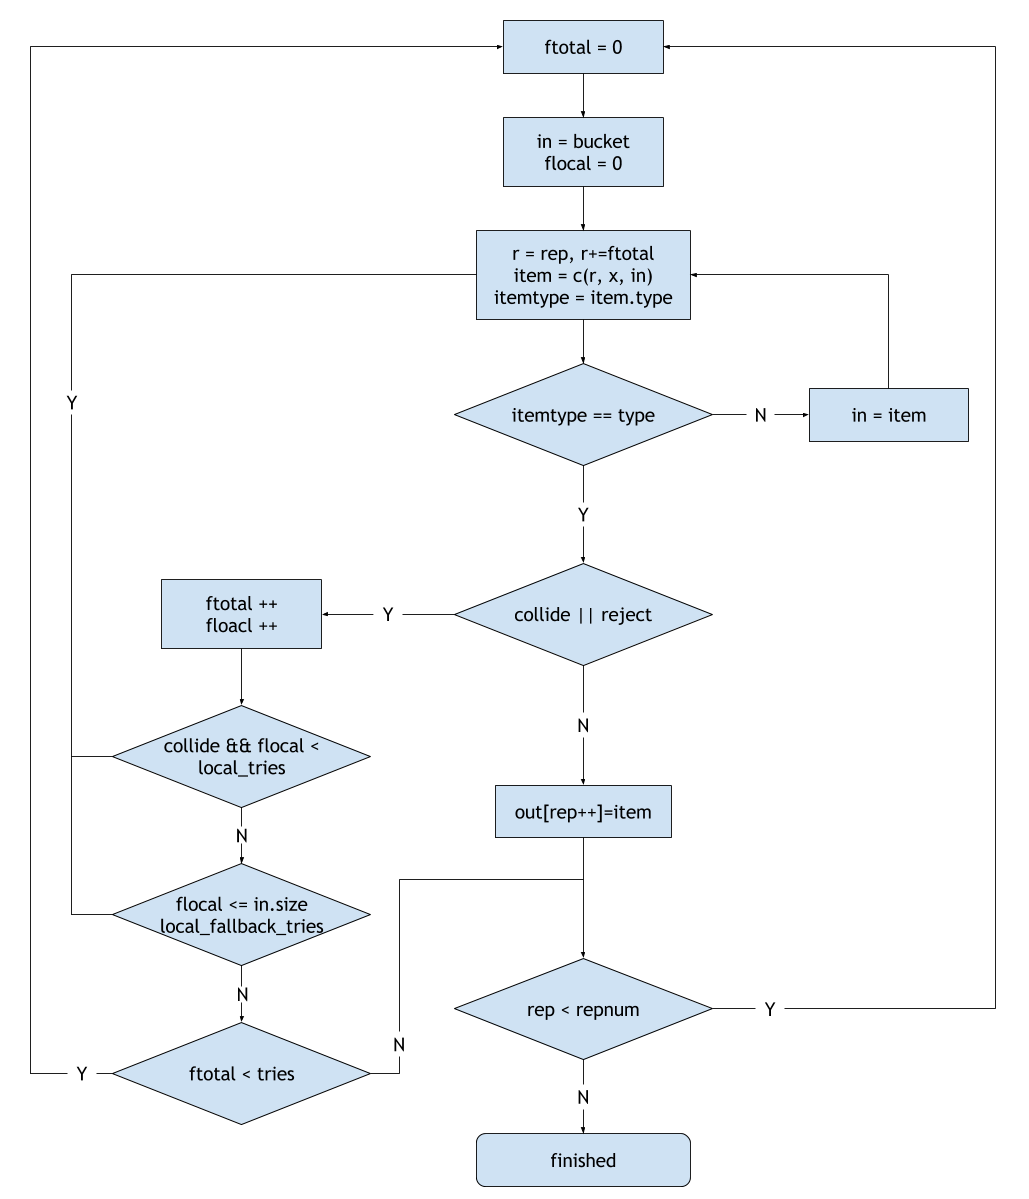 ftotal = 0
in = bucket
flocal = 0
r = rep, r+=ftotal
item = c(r, x, in)
itemtype = item.type
Y
itemtype == type
N
in = item
Y
ftotal ++
floacl ++
Y
collide || reject
N
collide && flocal <
local_tries
N
out[rep++]=item
flocal <= in.size
local_fallback_tries
N
rep < repnum
Y
N
Y
ftotal < tries
N
finished